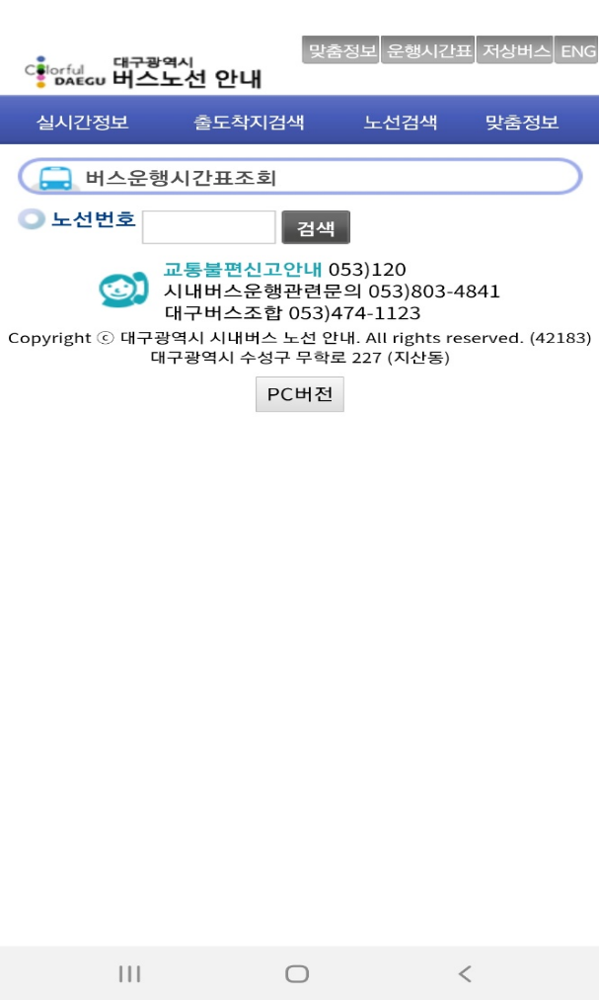 맞춤정보 운행시간표 저상버스 ENG
Colorful DAEGU 대구광역시 버스노선 안내
실시간정보 출도착지검색 노선검색 맞춤정보
버스운행시간표조회
노선번호 검색
교통불편신고안내 053)120
시내버스운행관련문의 053)803-4841
대구버스조합 053)474-1123
Copyright ⓒ 대구광역시 시내버스 노선 안내. All rights reserved. (42183)
대구광역시 수성구 무학로 227 (지산동)
PC버전